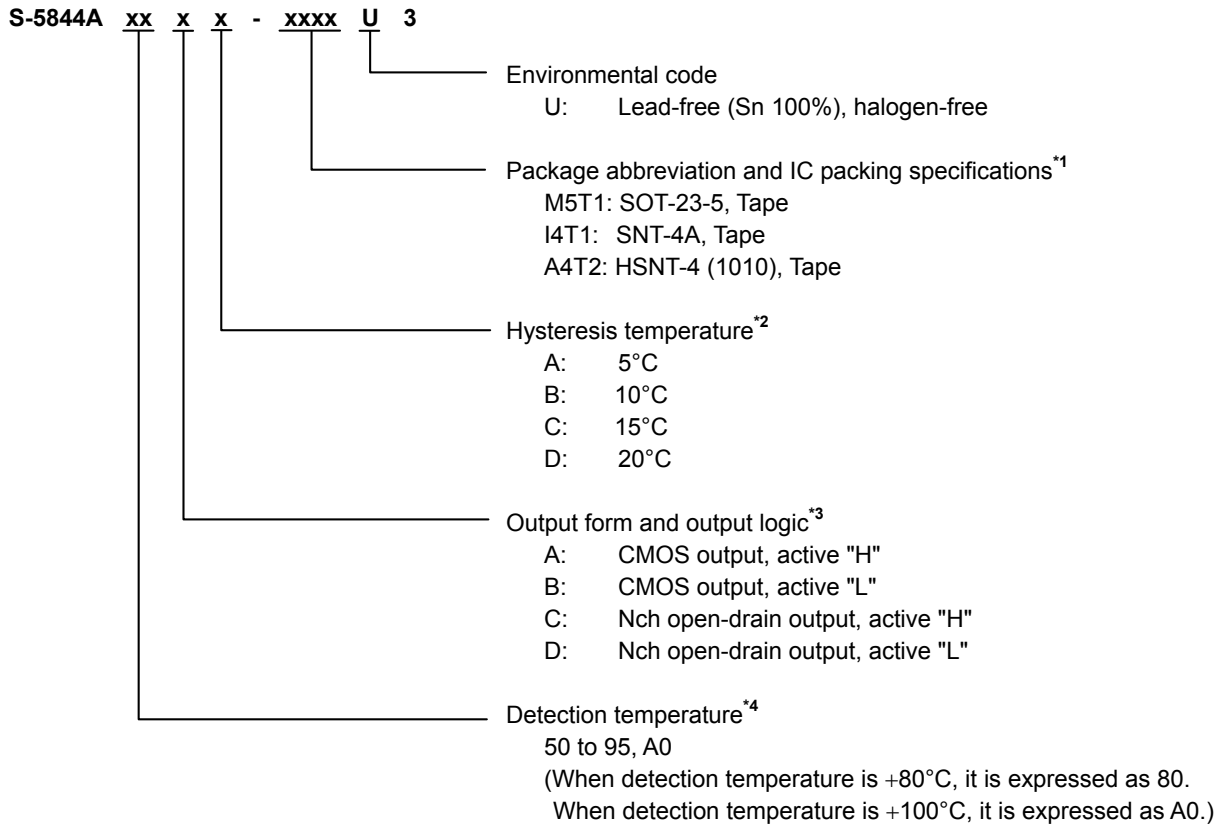 S-5844A xx x x - xxxx U 3
Environmental code
U: Lead-free (Sn 100%), halogen-free
Package abbreviation and IC packing specifications*1
M5T1: SOT-23-5, Tape
I4T1: SNT-4A, Tape
A4T2: HSNT-4 (1010), Tape
Hysteresis temperature*2
A: 5°C
B: 10°C
C: 15°C
D: 20°C
Output form and output logic*3
A: CMOS output, active "H"
B: CMOS output, active "L"
C: Nch open-drain output, active "H"
D: Nch open-drain output, active "L"
Detection temperature*4
50 to 95, A0
(When detection temperature is +80°C, it is expressed as 80.
When detection temperature is +100°C, it is expressed as A0.)